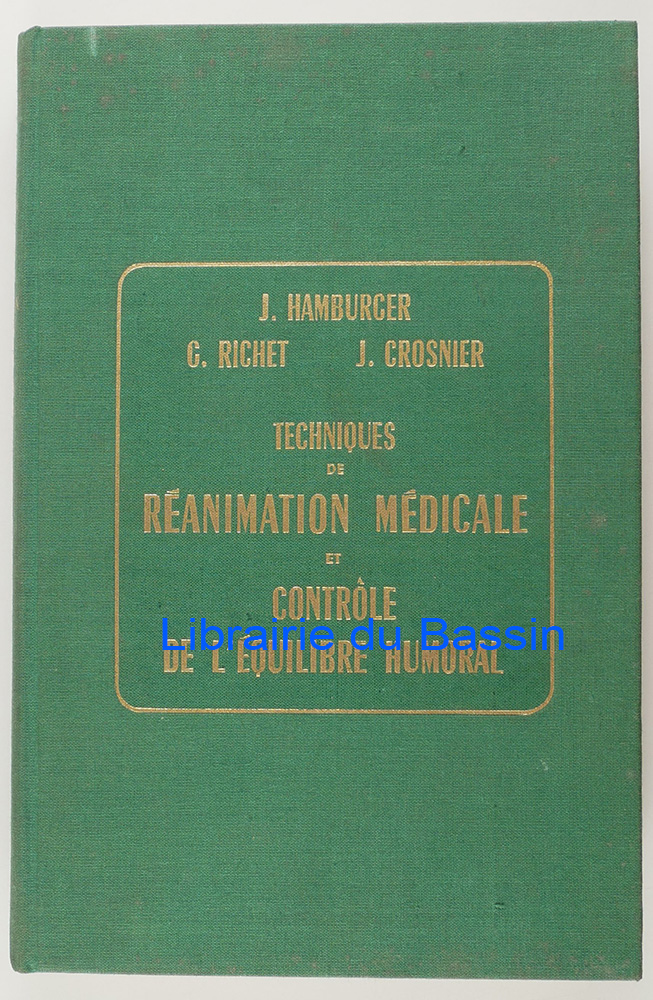 J. HAMBURGER
G. RICHET J. CROSNIER
TECHNIQUES
DE
RÉANIMATION MÉDICALE
ET
CONTRÔLE
Librairie du Bassin
DE L'ÉQUILIBRE HUMORAL